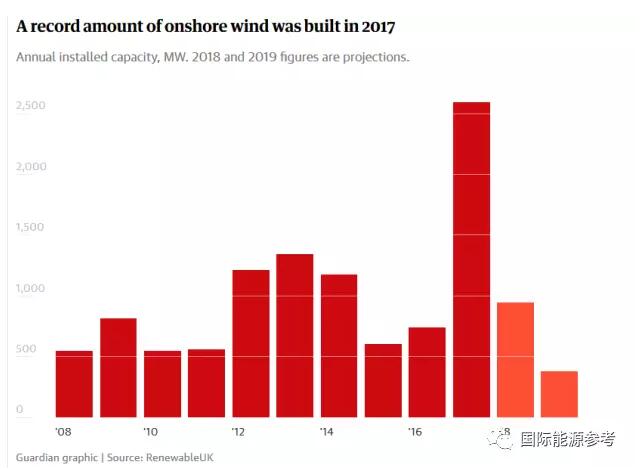 A record amount of onshore wind was built in 2017
Annual installed capacity, MW. 2018 and 2019 figures are projections.
2,500
2,000
1,500
1,000
500
0
'08 '10 '12 '14 '16 '18
国际能源参考
Guardian graphic | Source: RenewableUK